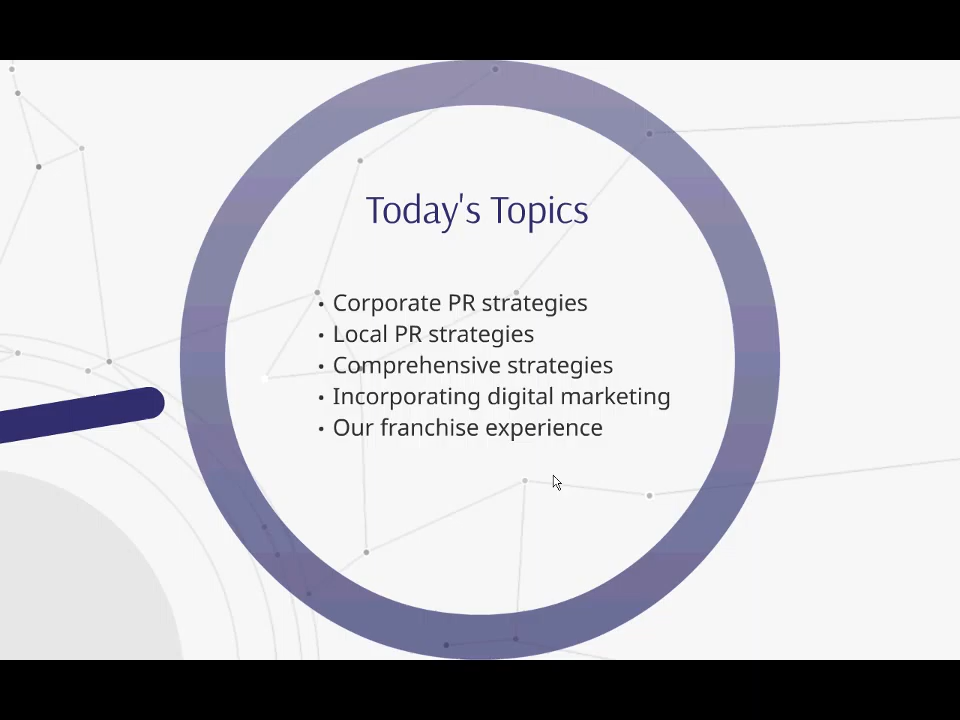 Today's Topics
• Corporate PR strategies
• Local PR strategies
• Comprehensive strategies
• Incorporating digital marketing
• Our franchise experience